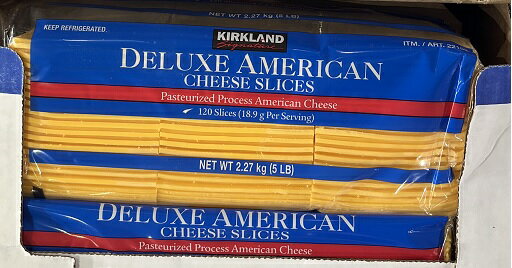 NET WT 2.27 kg (5 LB)
KEEP REFRIGERATED.
KIRKLAND
Signature
ITM. / ART.
DELUXE AMERICAN
CHEESE SLICES
Pasteurized Process American Cheese
120 Slices (18.9 g Per Serving)
NET WT 2.27 kg (5 LB)
DELUXE AMERICAN
CHEESE SLICES
Pasteurized Process American Cheese